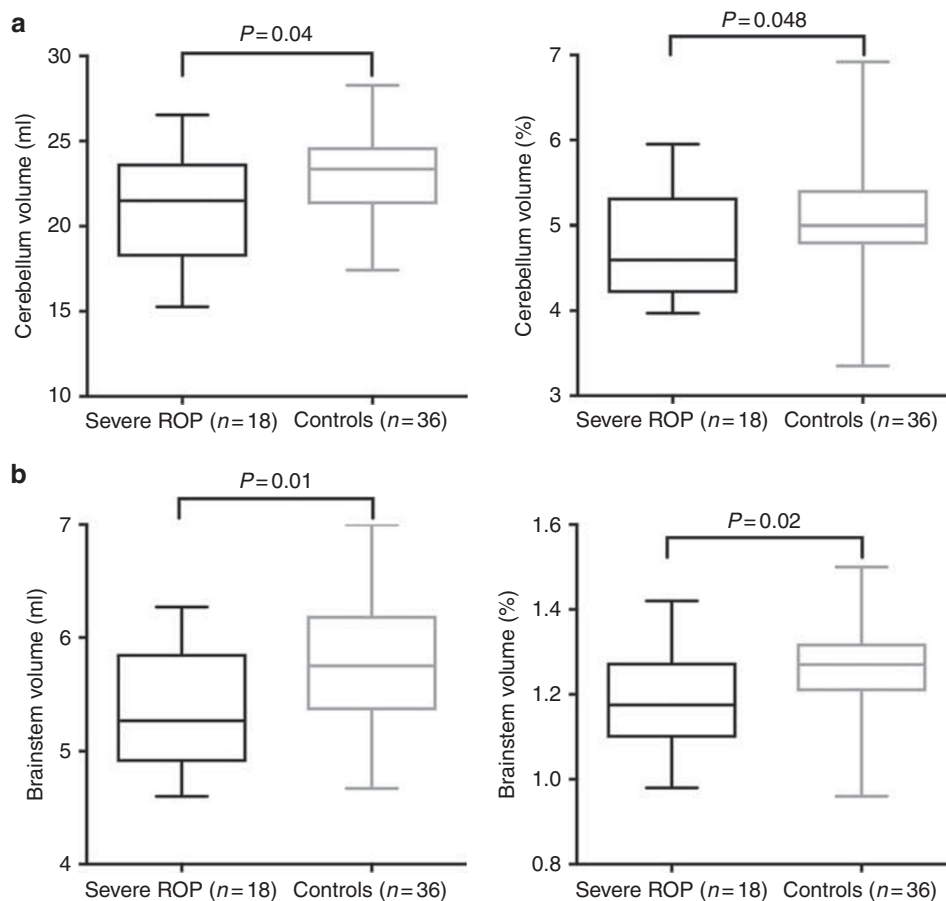 a
P=0.04
Cerebellum volume (ml)
30
25
20
15
10
Severe ROP (n=18) Controls (n=36)
P=0.048
Cerebellum volume (%)
7
6
5
4
3
Severe ROP (n=18) Controls (n=36)
b
P=0.01
Brainstem volume (ml)
7
6
5
4
Severe ROP (n=18) Controls (n=36)
P=0.02
Brainstem volume (%)
1.6
1.4
1.2
1.0
0.8
Severe ROP (n=18) Controls (n=36)